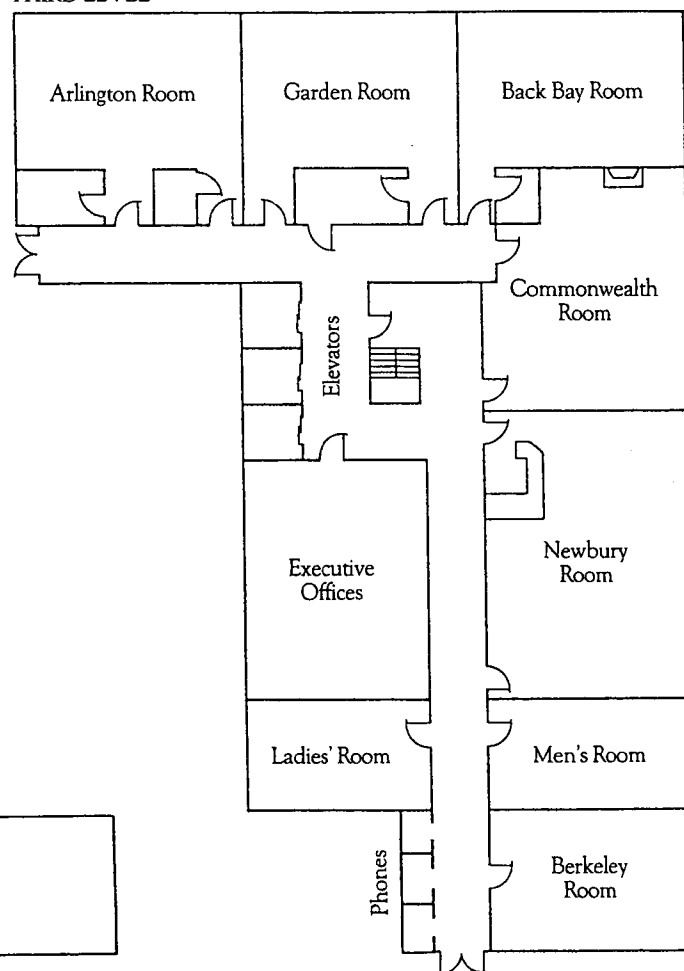 Arlington Room
Garden Room
Back Bay Room
Commonwealth
Room
Elevators
Newbury
Room
Executive
Offices
Ladies' Room
Men's Room
Phones
Berkeley
Room